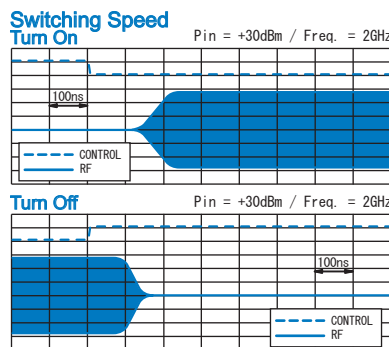 Switching Speed
Turn On Pin = +30dBm / Freq. = 2GHz
100ns
CONTROL
RF
Turn Off Pin = +30dBm / Freq. = 2GHz
100ns
CONTROL
RF